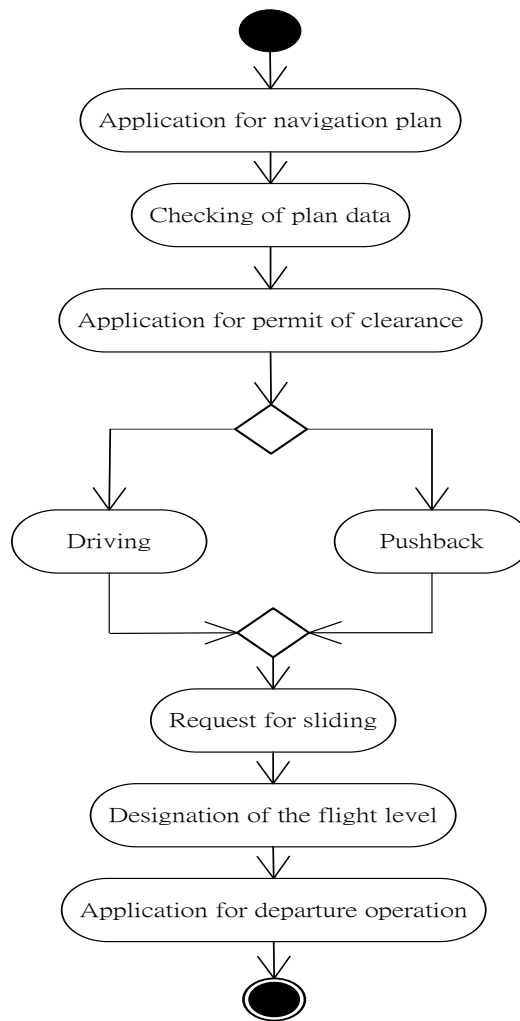 Application for navigation plan
Checking of plan data
Application for permit of clearance
Driving
Pushback
Request for sliding
Designation of the flight level
Application for departure operation